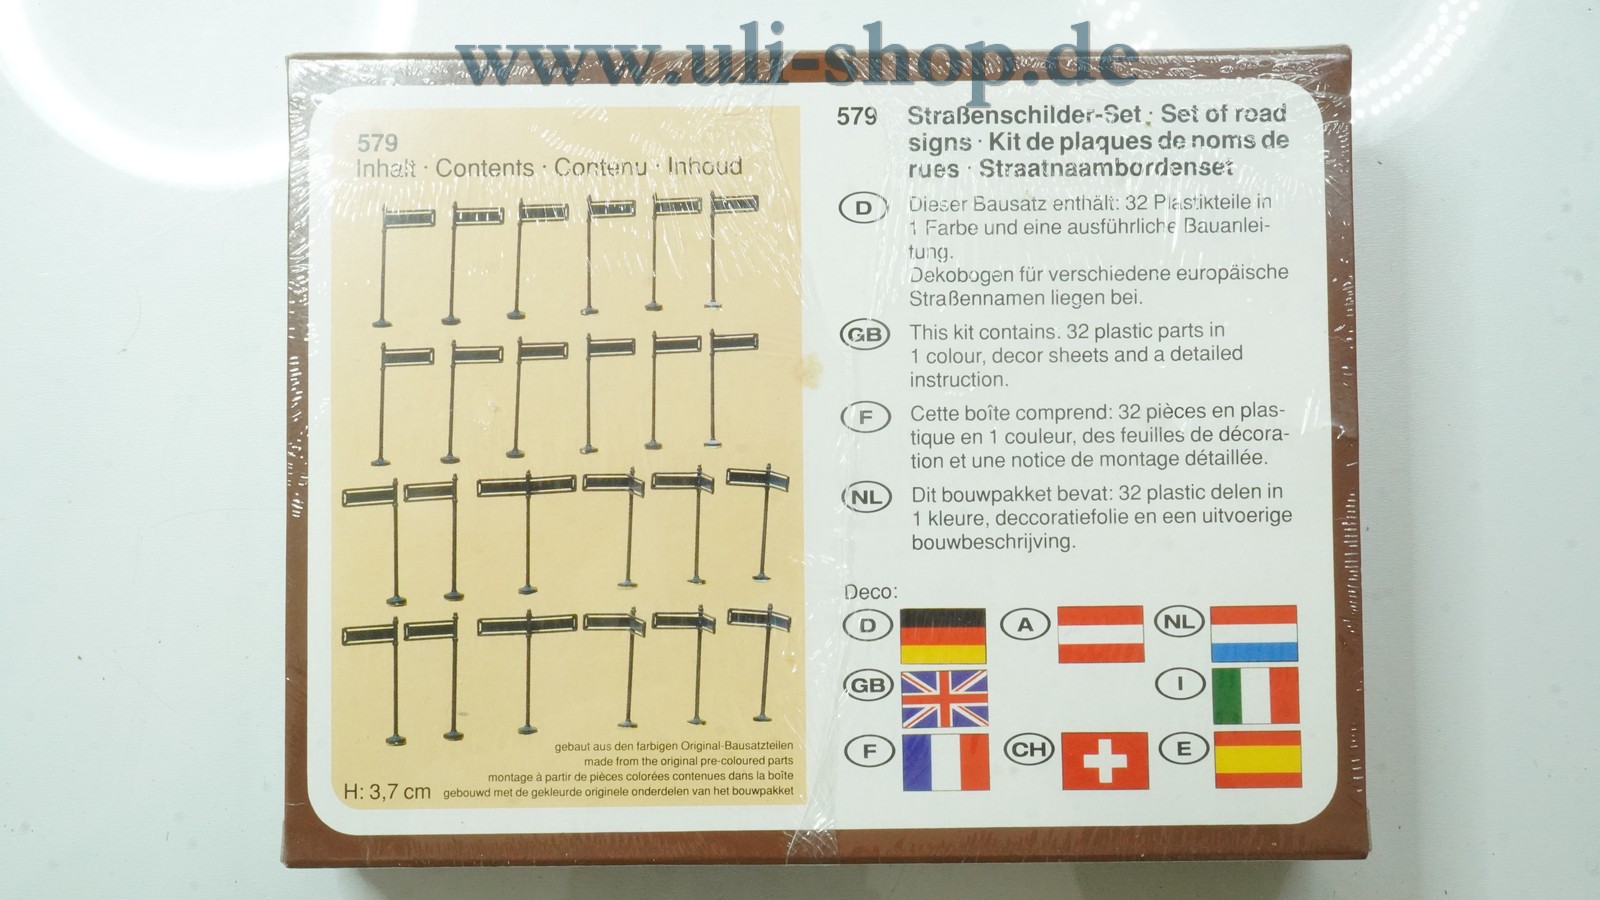 www.uli-shop.de
579
Inhalt · Contents · Contenu · Inhoud
gebaut aus den farbigen Original-Bausatzteilen
made from the original pre-coloured parts
montage à partir de pièces colorées contenues dans la boîte
H: 3,7 cm gebouwd met de gekleurde originele onderdelen van het bouwpakket
579 Straßenschilder-Set · Set of road
signs · Kit de plaques de noms de
rues · Straatnaambordenset
D Dieser Bausatz enthält: 32 Plastikteile in
1 Farbe und eine ausführliche Bauanlei-
tung.
Dekobogen für verschiedene europäische
Straßennamen liegen bei.
GB This kit contains. 32 plastic parts in
1 colour, decor sheets and a detailed
instruction.
F Cette boîte comprend: 32 pièces en plas-
tique en 1 couleur, des feuilles de décora-
tion et une notice de montage détaillée.
NL Dit bouwpakket bevat: 32 plastic delen in
1 kleure, deccoratiefolie en een uitvoerige
bouwbeschrijving.
Deco:
D A NL
GB I
F CH E